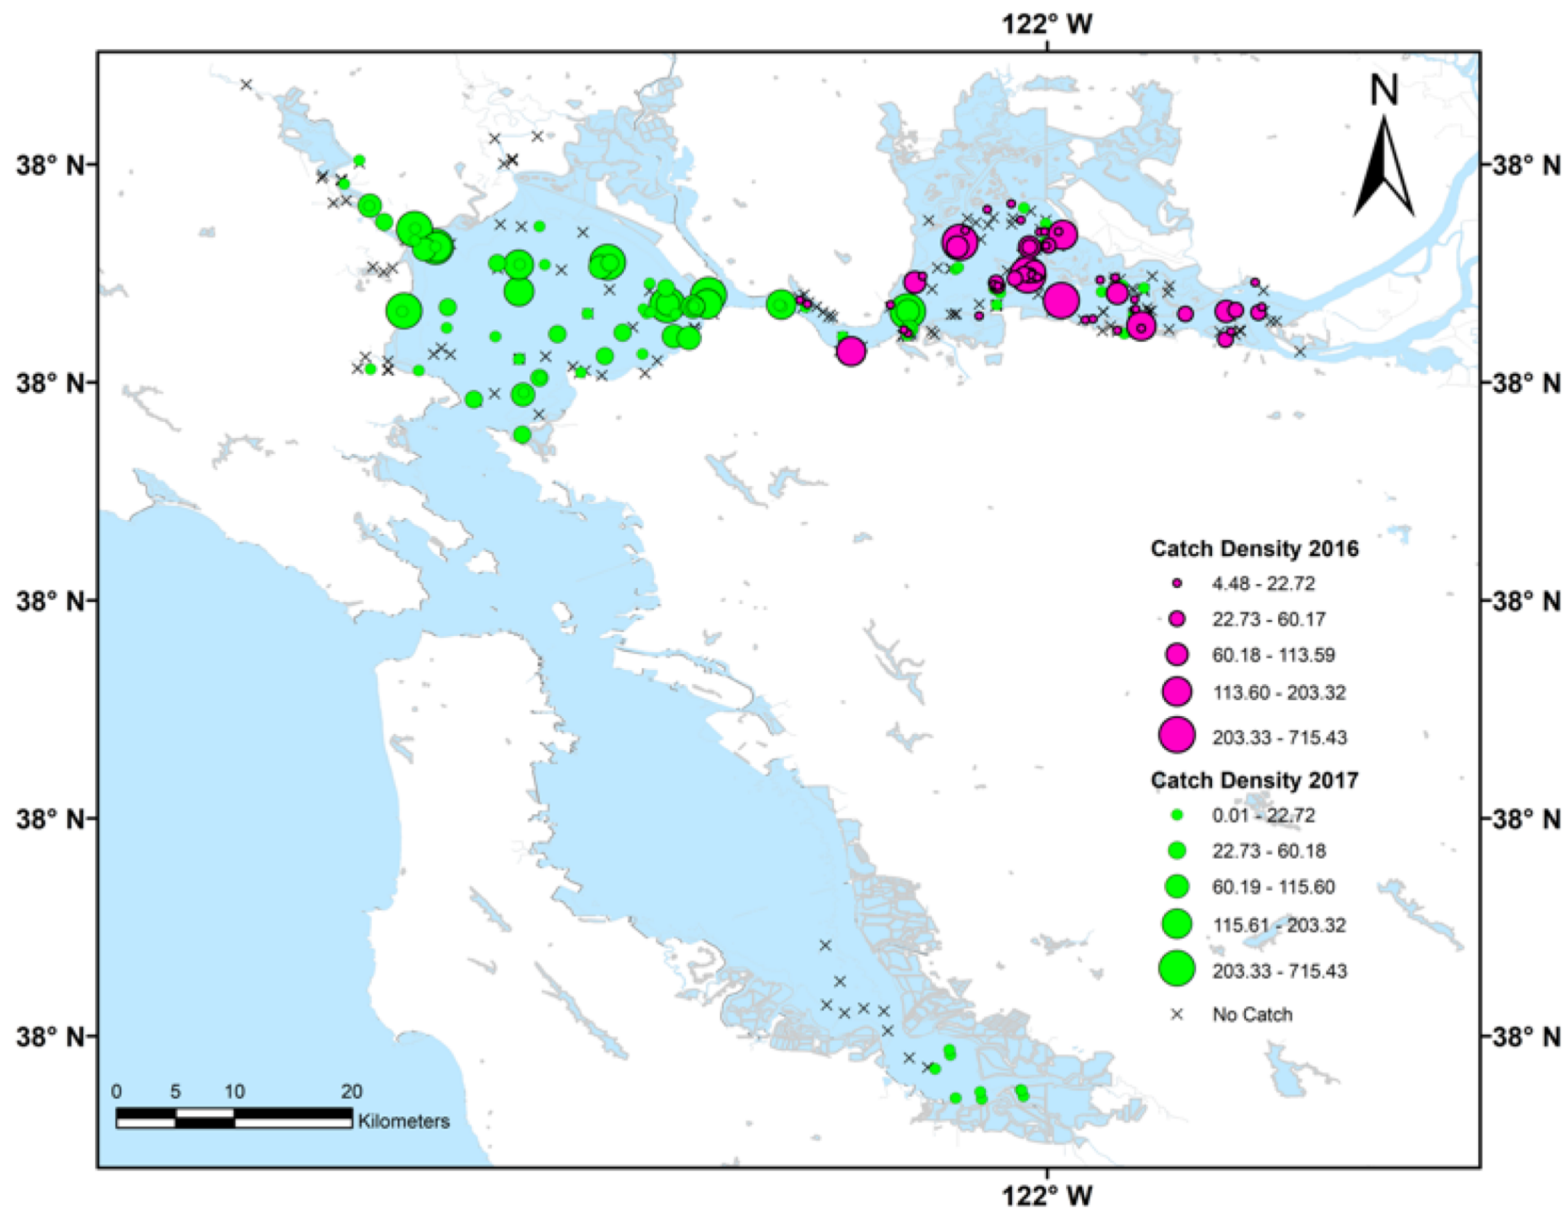 122° W
N
38° N
38° N
38° N
38° N
38° N
38° N
38° N
38° N
38° N
38° N
Catch Density 2016
4.48 - 22.72
22.73 - 60.17
60.18 - 113.59
113.60 - 203.32
203.33 - 715.43
Catch Density 2017
0.01 - 22.72
22.73 - 60.18
60.19 - 115.60
115.61 - 203.32
203.33 - 715.43
No Catch
0 5 10 20
Kilometers
122° W